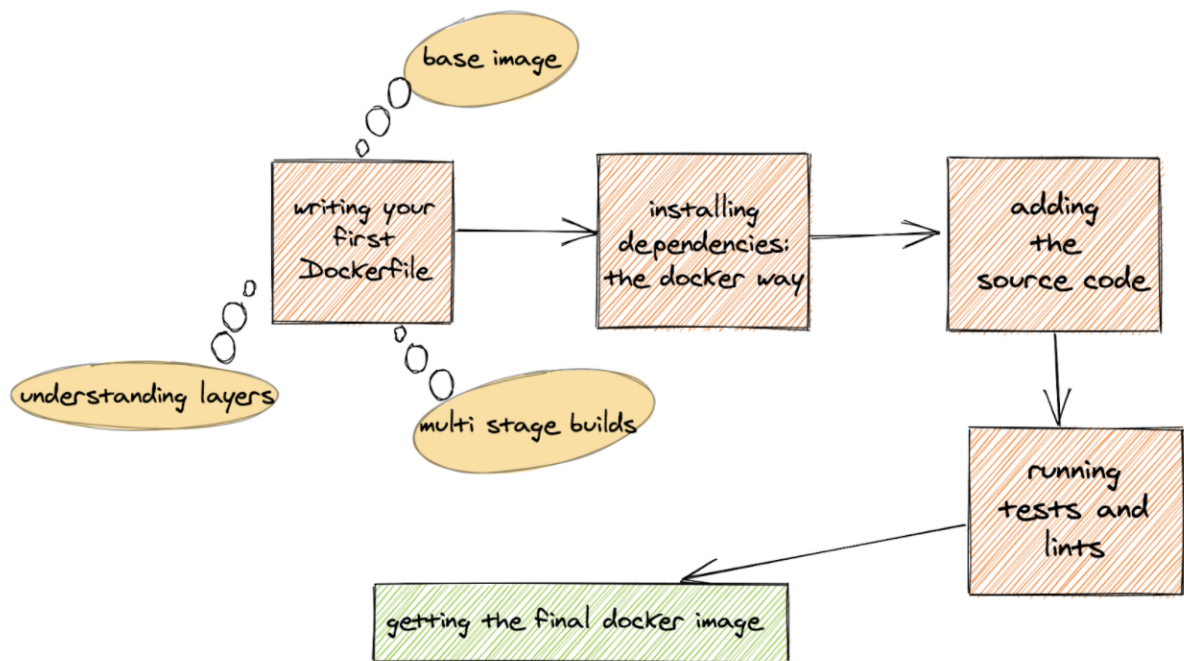 base image
writing your
first
Dockerfile
installing
dependencies:
the docker way
adding
the
source code
understanding layers
multi stage builds
running
tests and
lints
getting the final docker image